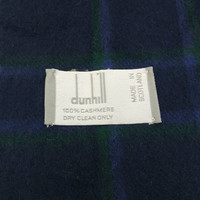 dunhill
100% CASHMERE
DRY CLEAN ONLY
MADE IN
SCOTLAND